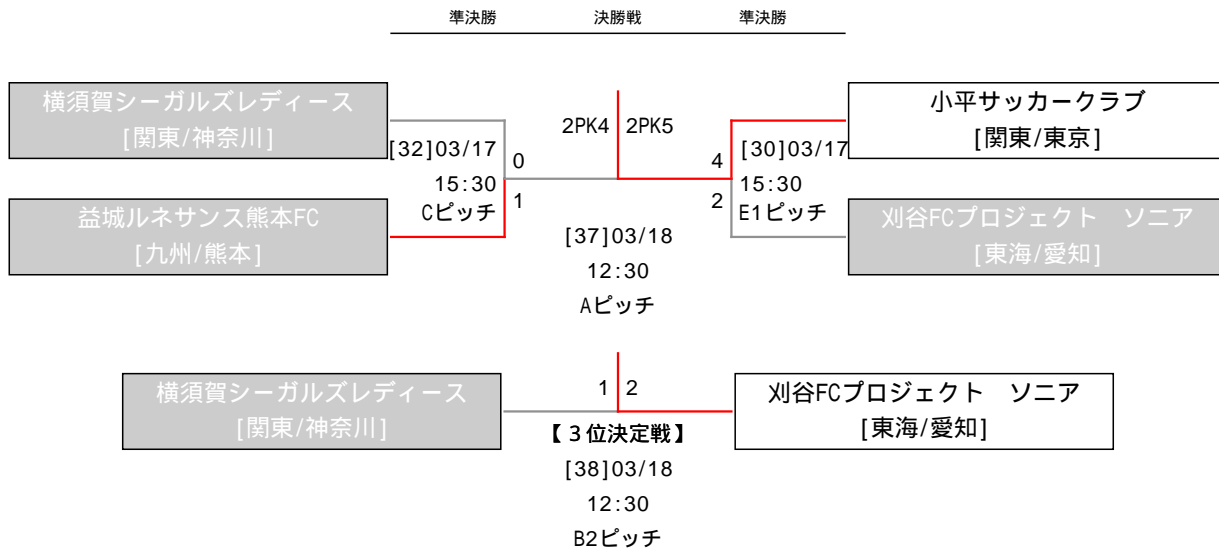 準決勝 決勝戦 準決勝
横須賀シーガルズレディース
[関東/神奈川]
益城ルネサンス熊本FC
[九州/熊本]
[32]03/17
15:30
Cピッチ
0
1
2PK4 2PK5
[37]03/18
12:30
Aピッチ
4
2
[30]03/17
15:30
E1ピッチ
小平サッカークラブ
[関東/東京]
刈谷FCプロジェクト　ソニア
[東海/愛知]
横須賀シーガルズレディース
[関東/神奈川]
1 2
【３位決定戦】
[38]03/18
12:30
B2ピッチ
刈谷FCプロジェクト　ソニア
[東海/愛知]